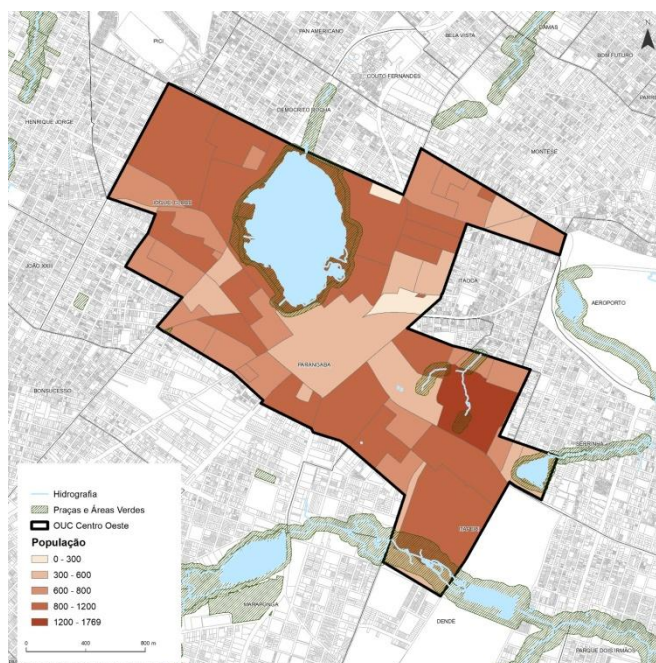 PAN AMERICANO
BELA VISTA
DAMAS
PICI
BOM FUTURO
N
COUTO FERNANDES
DEMOCRITO ROCHA
HENRIQUE JORGE
MONTESE
JOÃO XXIII
ITAOCA
AEROPORTO
PARANGABA
BONSUCESSO
SERRINHA
Hidrografia
Praças e Áreas Verdes
OUC Centro Oeste
População
0 - 300
300 - 600
600 - 800
800 - 1200
1200 - 1769
0 400 800 m
MARAPONGA
DENDE
PARQUE DOIS IRMÃOS